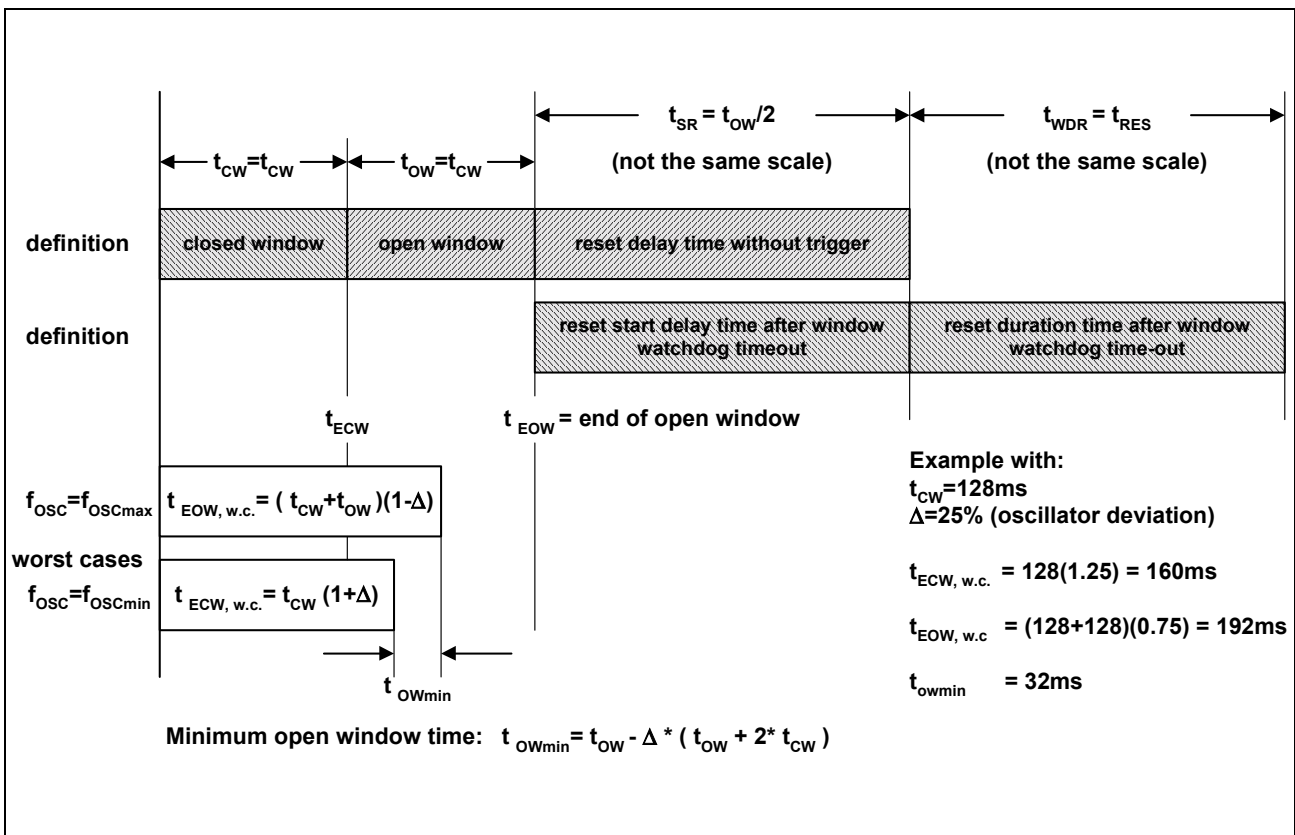 t_SR = t_OW/2
t_WDR = t_RES
t_CW=t_CW
t_OW=t_CW
(not the same scale)
(not the same scale)
definition
closed window
open window
reset delay time without trigger
definition
reset start delay time after window
watchdog timeout
reset duration time after window
watchdog time-out
t_ECW
t_EOW = end of open window
f_OSC=f_OSCmax
t_EOW, w.c. = ( t_CW+t_OW )(1-Δ)
worst cases
f_OSC=f_OSCmin
t_ECW, w.c. = t_CW (1+Δ)
t_OWmin
Example with:
t_CW=128ms
Δ=25% (oscillator deviation)
t_ECW, w.c. = 128(1.25) = 160ms
t_EOW, w.c = (128+128)(0.75) = 192ms
t_owmin = 32ms
Minimum open window time: t_OWmin = t_OW - Δ * ( t_OW + 2* t_CW )